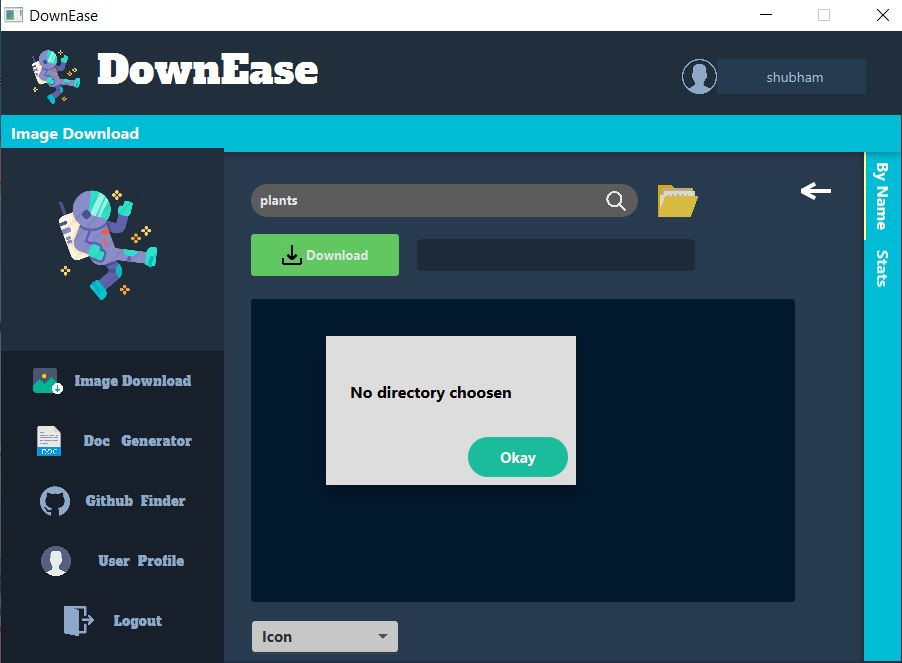 DownEase
DownEase
shubham
Image Download
plants
Download
By Name
Stats
No directory choosen
Okay
Image Download
Doc Generator
DOC
Github Finder
User Profile
Logout
Icon